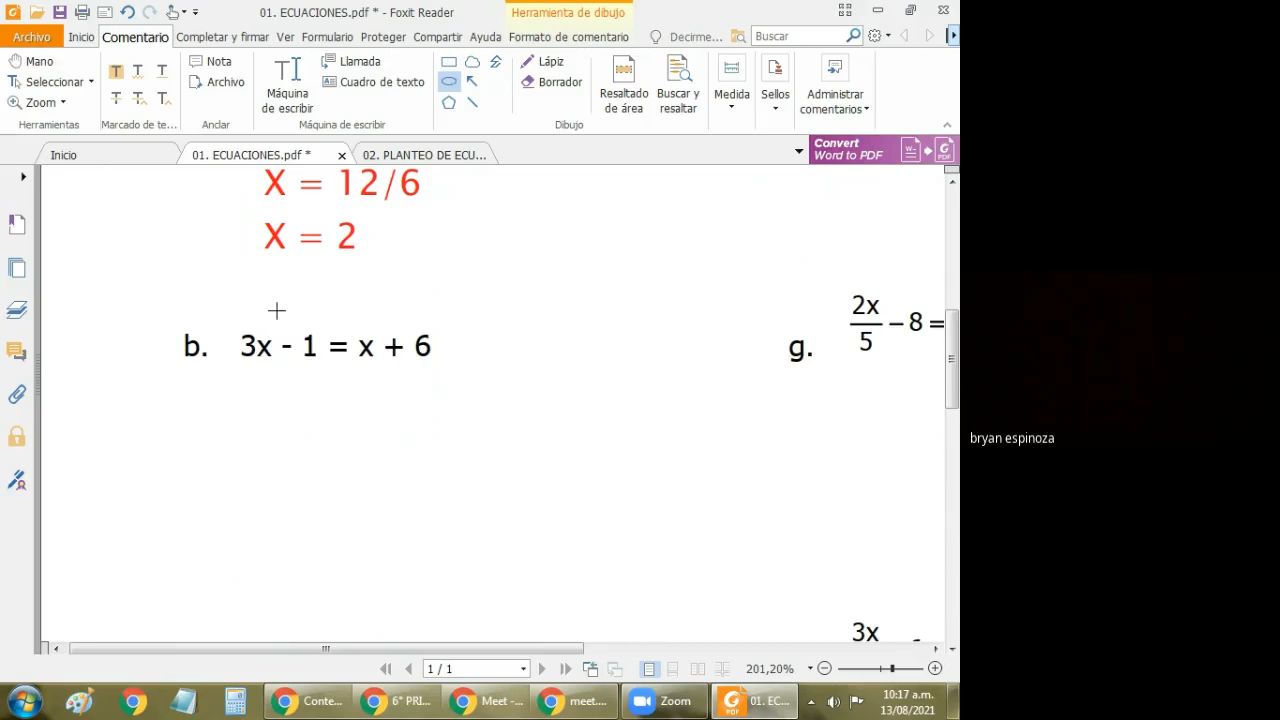 01. ECUACIONES.pdf * - Foxit Reader
Herramienta de dibujo
Archivo Inicio Comentario Completar y firmar Ver Formulario Proteger Compartir Ayuda Formato de comentario Decirme... Buscar
Mano
Seleccionar
Zoom
Herramientas
T T T
T T T
Marcado de te...
Nota
Archivo
Anclar
Máquina de escribir
Llamada
Cuadro de texto
Máquina de escribir
Lápiz
Borrador
Dibujo
Resaltado de área
Buscar y resaltar
Medida
Sellos
Administrar comentarios
Inicio
01. ECUACIONES.pdf *
02. PLANTEO DE ECU...
Convert
Word to PDF
X = 12/6
X = 2
b. 3x - 1 = x + 6
g. 2x/5 – 8 =
3x
bryan espinoza
1 / 1
201,20%
Conte...
6° PRI...
Meet -...
meet....
Zoom
01. EC...
10:17 a.m.
13/08/2021